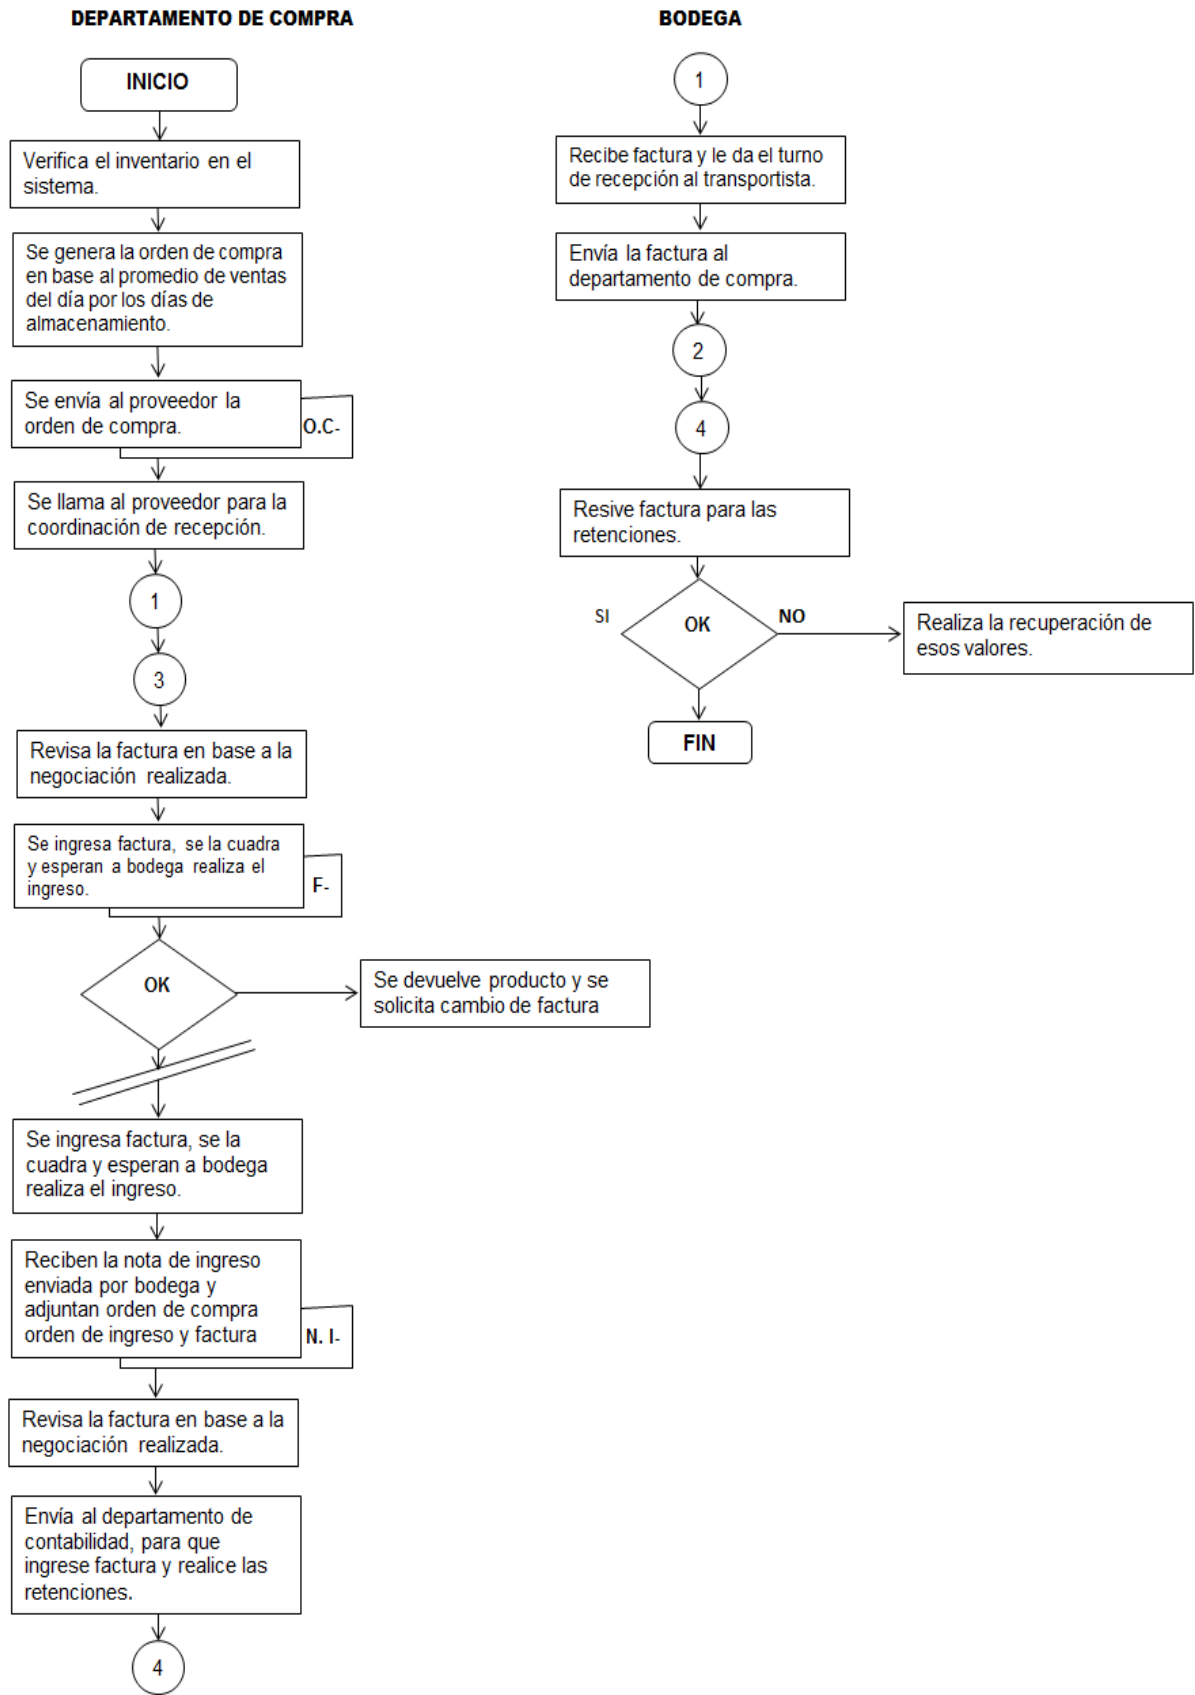 DEPARTAMENTO DE COMPRA
INICIO
Verifica el inventario en el
sistema.
Se genera la orden de compra
en base al promedio de ventas
del día por los días de
almacenamiento.
Se envía al proveedor la
orden de compra.
O.C-
Se llama al proveedor para la
coordinación de recepción.
1
3
Revisa la factura en base a la
negociación realizada.
Se ingresa factura, se la cuadra
y esperan a bodega realiza el
ingreso.
F-
OK
Se devuelve producto y se
solicita cambio de factura
Se ingresa factura, se la
cuadra y esperan a bodega
realiza el ingreso.
Reciben la nota de ingreso
enviada por bodega y
adjuntan orden de compra
orden de ingreso y factura
N. I-
Revisa la factura en base a la
negociación realizada.
Envía al departamento de
contabilidad, para que
ingrese factura y realice las
retenciones.
4
BODEGA
1
Recibe factura y le da el turno
de recepción al transportista.
Envía la factura al
departamento de compra.
2
4
Resive factura para las
retenciones.
SI
OK
NO
Realiza la recuperación de
esos valores.
FIN